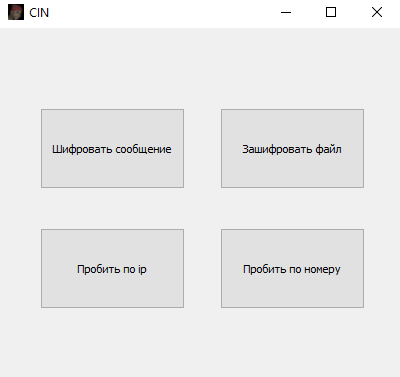 CIN
Шифровать сообщение
Зашифровать файл
Пробить по ip
Пробить по номеру